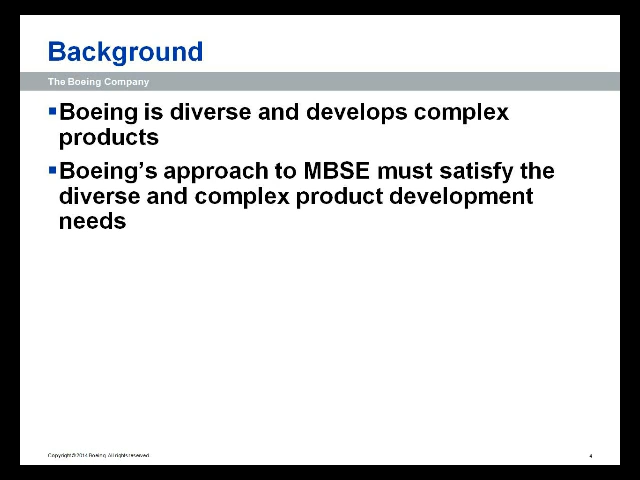 Background
The Boeing Company
▪Boeing is diverse and develops complex
products
▪Boeing’s approach to MBSE must satisfy the
diverse and complex product development
needs
Copyright © 2014 Boeing. All rights reserved.
4